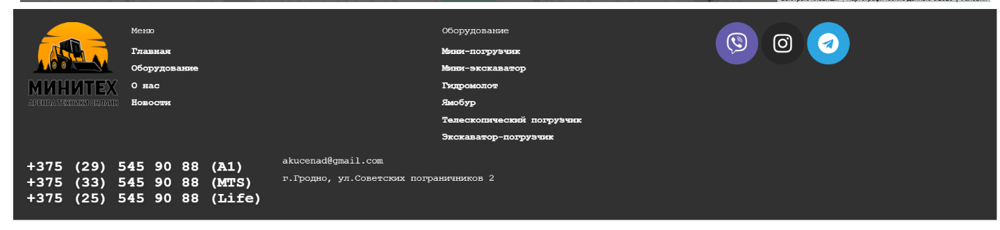 МИНИТЕХ
АРЕНДА ТЕХНИКИ ОНЛАЙН
Меню
Главная
Оборудование
О нас
Новости
Оборудование
Мини-погрузчик
Мини-экскаватор
Гидромолот
Ямобур
Телескопический погрузчик
Экскаватор-погрузчик
+375 (29) 545 90 88 (A1)
+375 (33) 545 90 88 (MTS)
+375 (25) 545 90 88 (Life)
akucenad@gmail.com
г.Гродно, ул.Советских пограничников 2